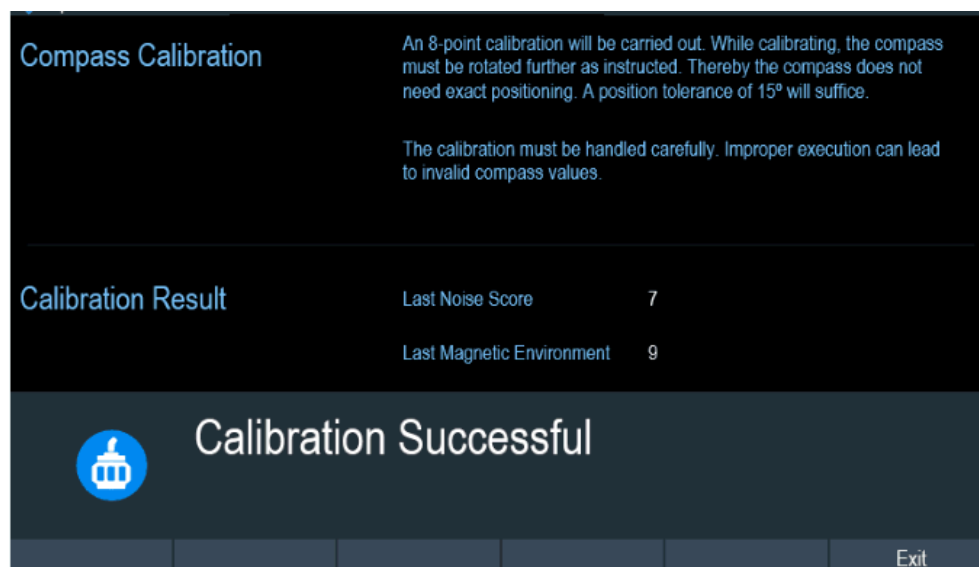 Compass Calibration
An 8-point calibration will be carried out. While calibrating, the compass
must be rotated further as instructed. Thereby the compass does not
need exact positioning. A position tolerance of 15º will suffice.
The calibration must be handled carefully. Improper execution can lead
to invalid compass values.
Calibration Result
Last Noise Score 7
Last Magnetic Environment 9
Calibration Successful
Exit